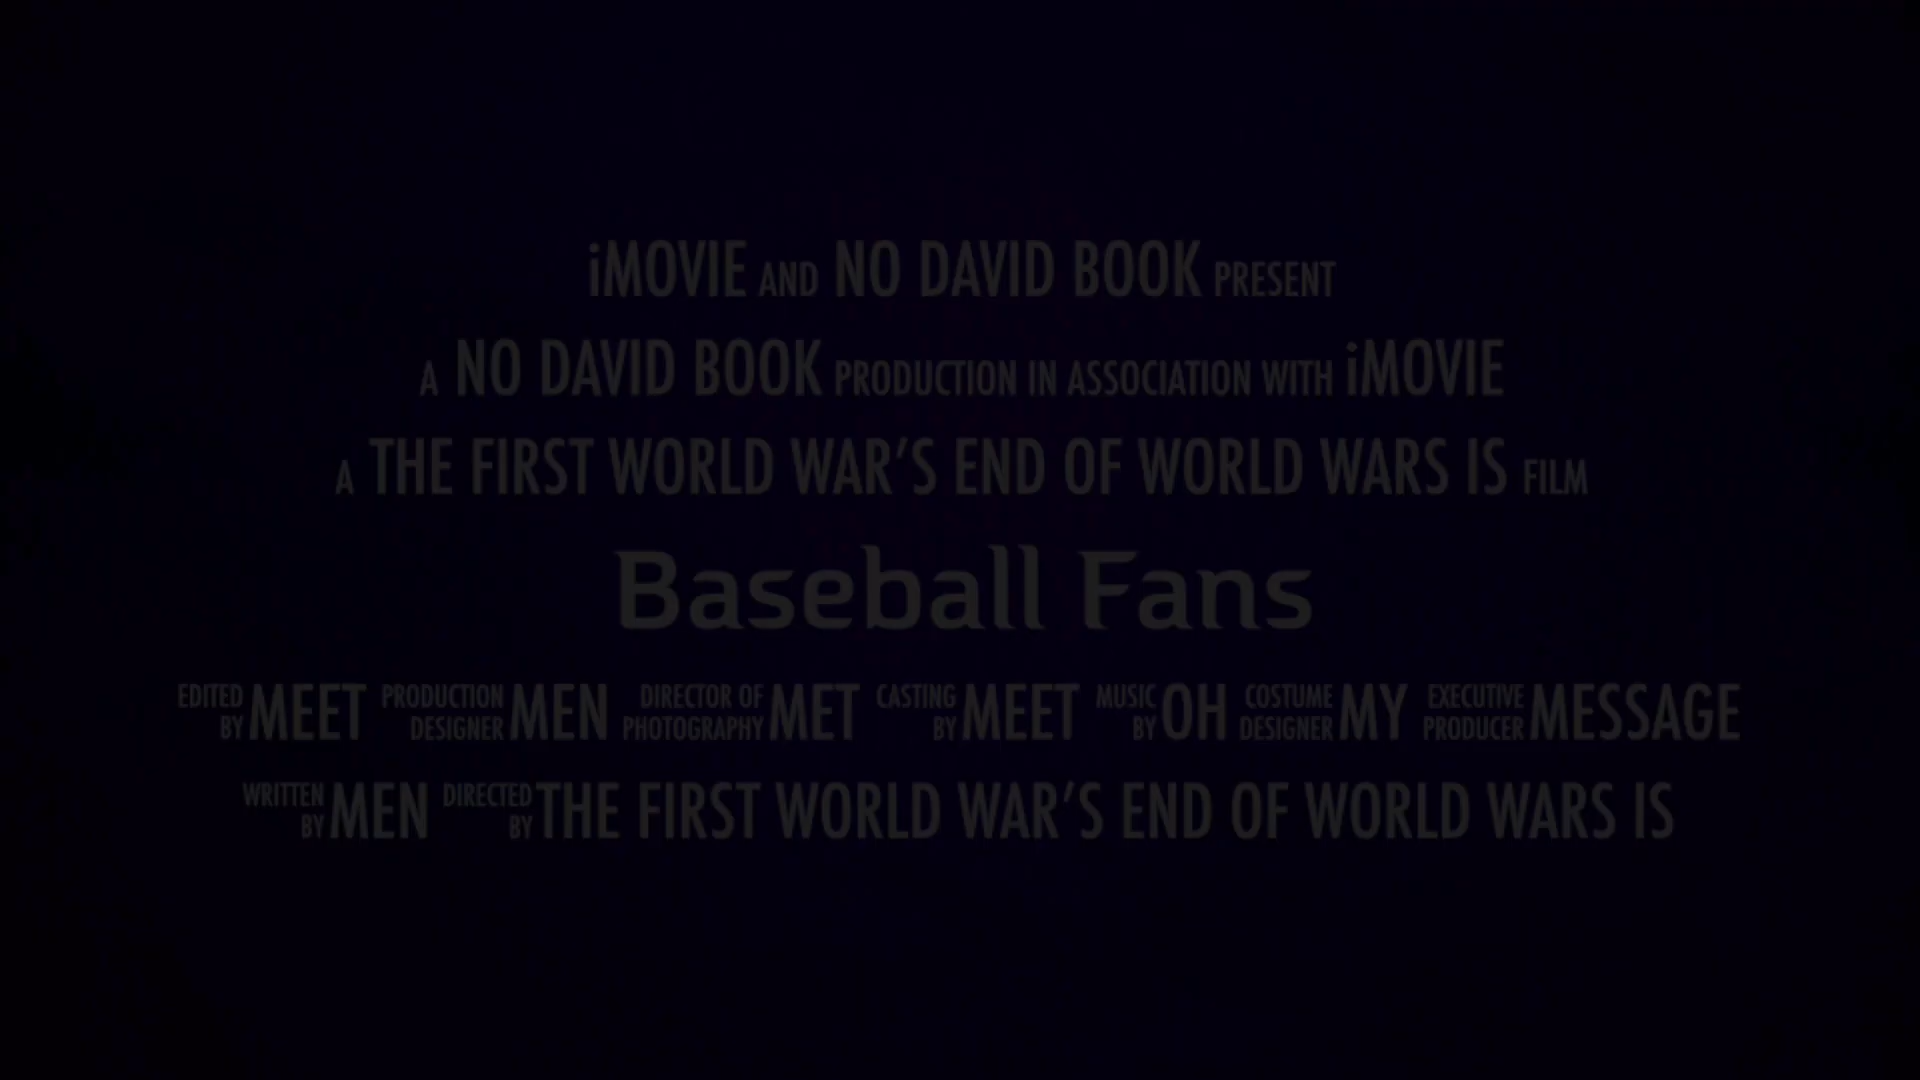 iMOVIE AND NO DAVID BOOK PRESENT
A NO DAVID BOOK PRODUCTION IN ASSOCIATION WITH iMOVIE
A THE FIRST WORLD WAR’S END OF WORLD WARS IS FILM
Baseball Fans
EDITED BY MEET PRODUCTION DESIGNER MEN DIRECTOR OF PHOTOGRAPHY MET CASTING BY MEET MUSIC BY OH COSTUME DESIGNER MY EXECUTIVE PRODUCER MESSAGE
WRITTEN BY MEN DIRECTED BY THE FIRST WORLD WAR’S END OF WORLD WARS IS